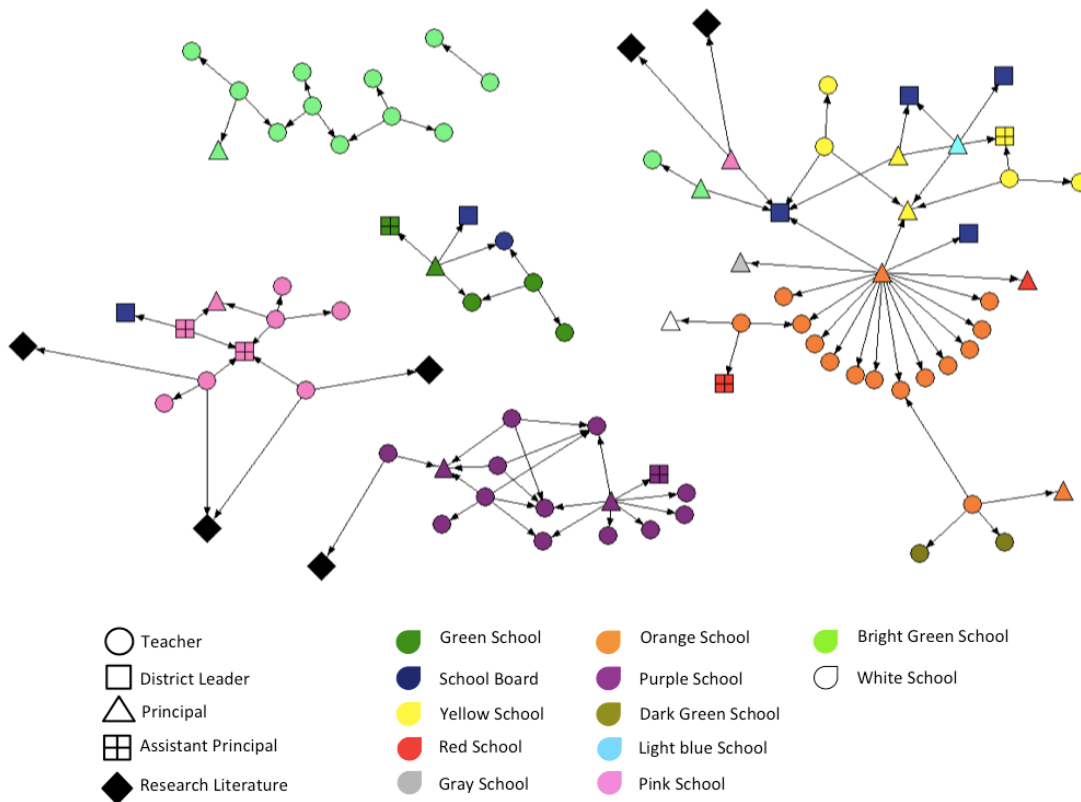 Teacher
District Leader
Principal
Assistant Principal
Research Literature
Green School
School Board
Yellow School
Red School
Gray School
Orange School
Purple School
Dark Green School
Light blue School
Pink School
Bright Green School
White School